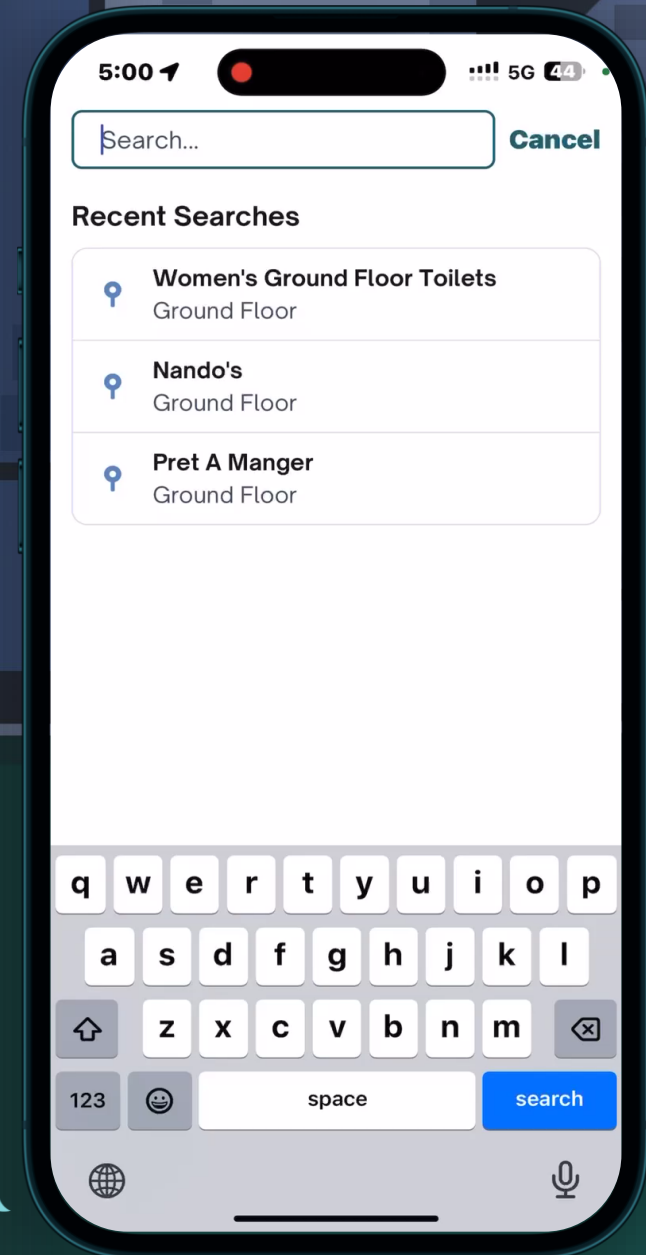 5:00 5G 44
Search... Cancel
Recent Searches
Women's Ground Floor Toilets
Ground Floor
Nando's
Ground Floor
Pret A Manger
Ground Floor
q w e r t y u i o p
a s d f g h j k l
z x c v b n m
123 space search